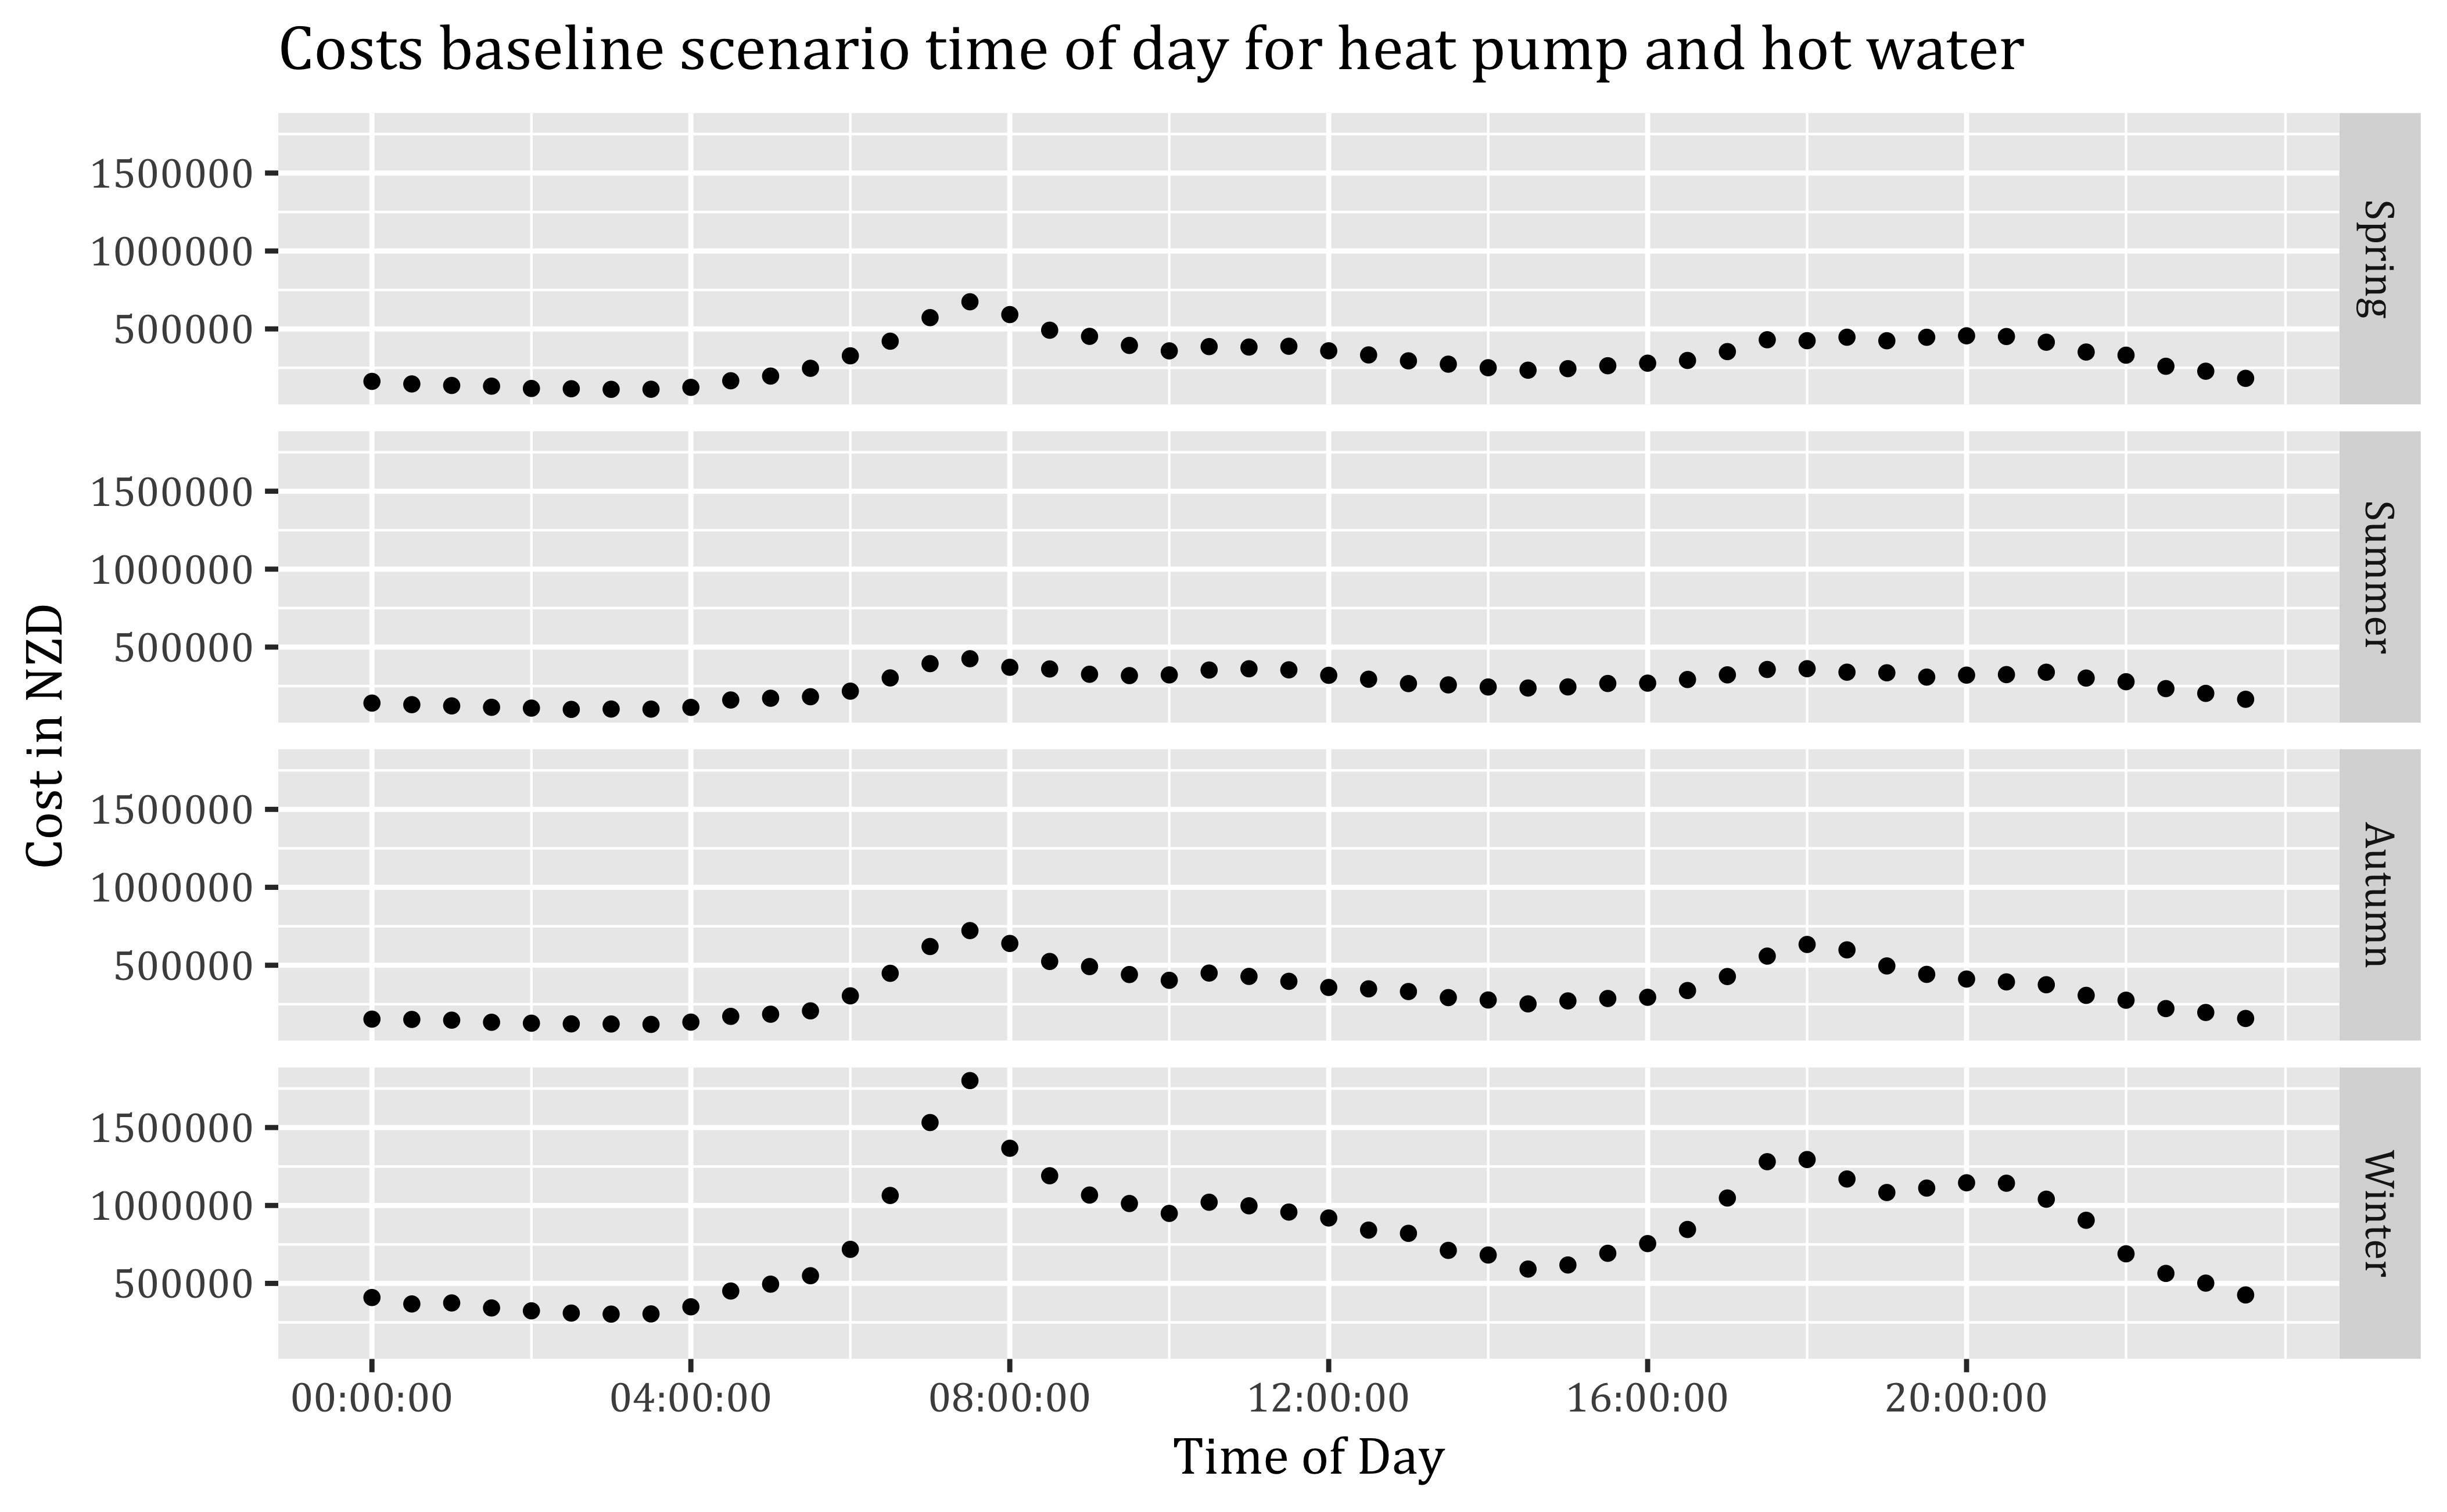 Costs baseline scenario time of day for heat pump and hot water
Cost in NZD
1500000
1000000
500000
Spring
1500000
1000000
500000
Summer
1500000
1000000
500000
Autumn
1500000
1000000
500000
Winter
00:00:00 04:00:00 08:00:00 12:00:00 16:00:00 20:00:00
Time of Day